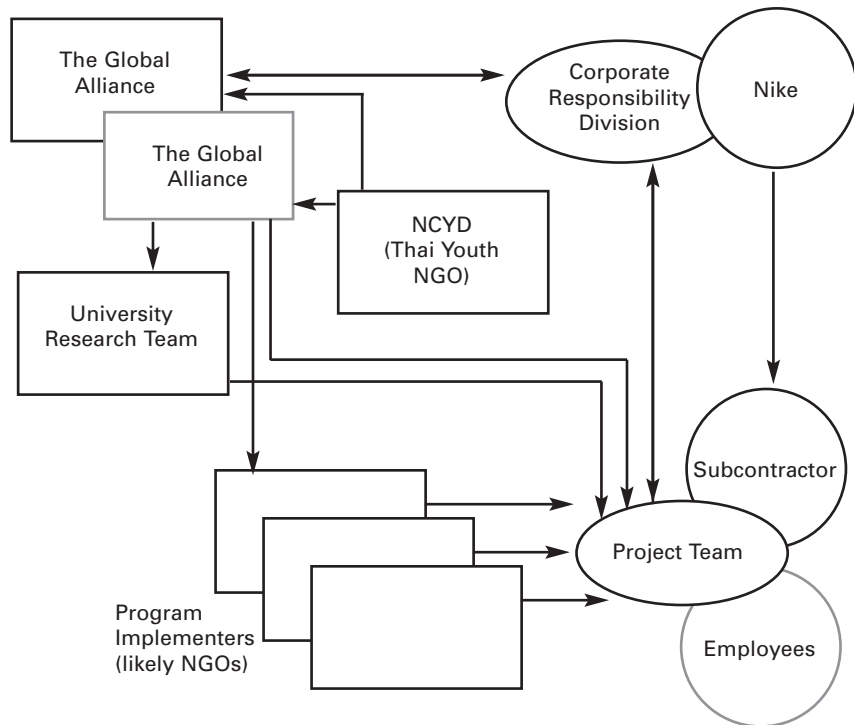 The Global
Alliance
Corporate
Responsibility
Division
Nike
The Global
Alliance
NCYD
(Thai Youth
NGO)
University
Research Team
Subcontractor
Project Team
Program
Implementers
(likely NGOs)
Employees